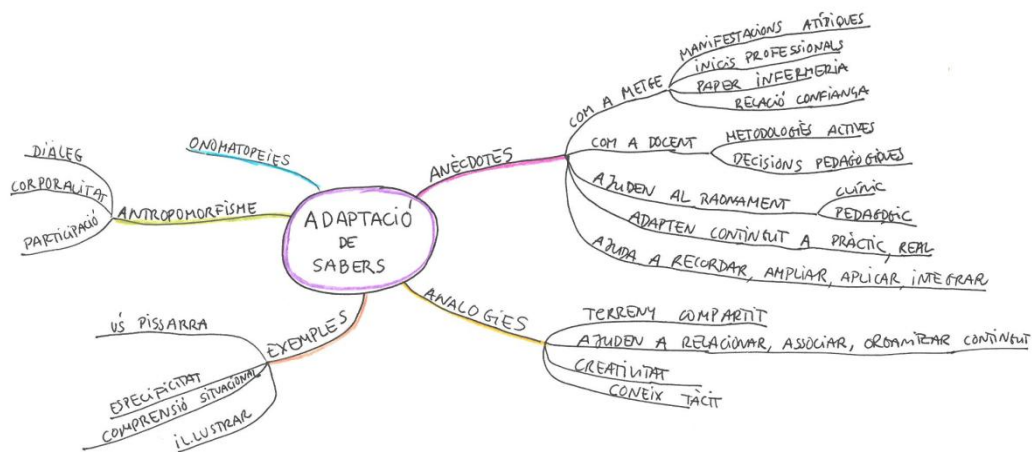 ADAPTACIÓ
DE
SABERS
ONOMATOPEIES
ANTROPOMORFISME
DIÀLEG
CORPORALITAT
PARTICIPACIÓ
EXEMPLES
ÚS PISSARRA
ESPECIFICITAT
COMPRENSIÓ SITUACIONAL
IL.LUSTRAR
ANÈCDOTES
COM A METGE
MANIFESTACIONS ATÍPIQUES
INICIS PROFESSIONALS
PAPER INFERMERIA
RELACIÓ CONFIANÇA
COM A DOCENT
METODOLOGIES ACTIVES
DECISIONS PEDAGÒGIQUES
AJUDEN AL RAONAMENT
CLÍNIC
PEDAGÒGIC
ADAPTEN CONTINGUT A PRÀCTIC, REAL
AJUDA A RECORDAR, AMPLIAR, APLICAR, INTEGRAR
ANALOGIES
TERRENY COMPARTIT
AJUDEN A RELACIONAR, ASSOCIAR, ORGANITZAR CONTINGUT
CREATIVITAT
CONEIX TÀCIT